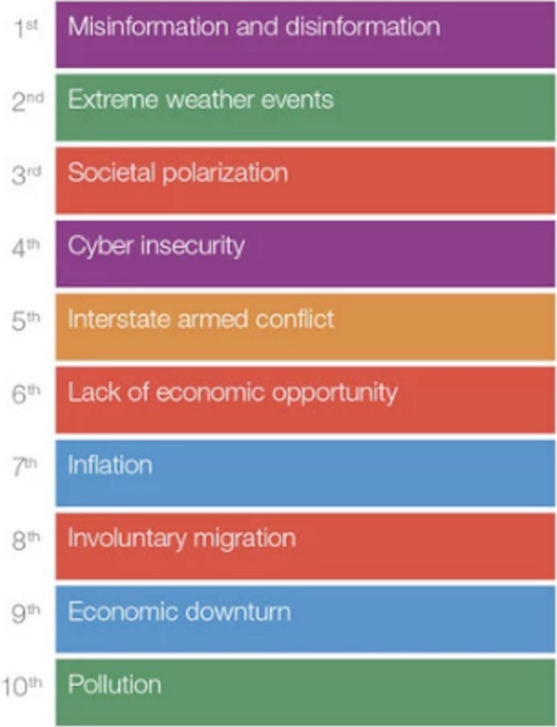 1st Misinformation and disinformation
2nd Extreme weather events
3rd Societal polarization
4th Cyber insecurity
5th Interstate armed conflict
6th Lack of economic opportunity
7th Inflation
8th Involuntary migration
9th Economic downturn
10th Pollution